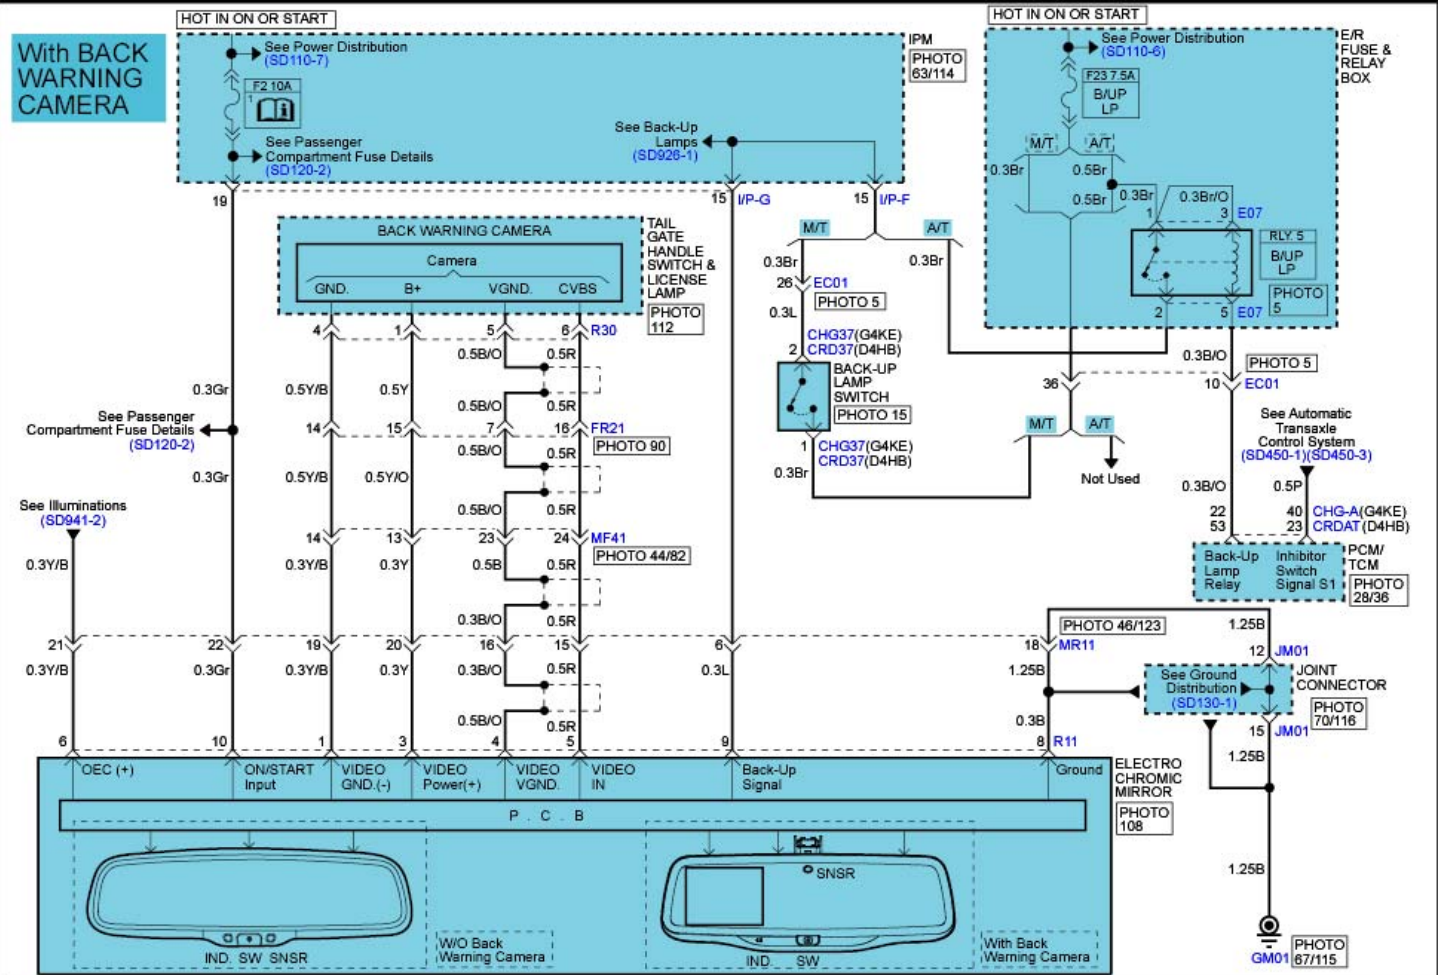 HOT IN ON OR START
HOT IN ON OR START
With BACK
WARNING
CAMERA
See Power Distribution
(SD110-7)
F2 10A
1
See Passenger
Compartment Fuse Details
(SD120-2)
See Back-Up
Lamps
(SD926-1)
IPM
PHOTO
63/114
See Power Distribution
(SD110-6)
F23 7.5A
B/UP
LP
E/R
FUSE &
RELAY
BOX
M/T
A/T
0.3Br
0.5Br
0.5Br
0.3Br
0.3Br/O
1
3
E07
RLY. 5
B/UP
LP
PHOTO
5
2
5
E07
19
15
I/P-G
15
I/P-F
BACK WARNING CAMERA
Camera
GND.
B+
VGND.
CVBS
TAIL
GATE
HANDLE
SWITCH &
LICENSE
LAMP
PHOTO
112
M/T
A/T
0.3Br
0.3Br
26
EC01
PHOTO 5
0.3L
CHG37(G4KE)
2
CRD37(D4HB)
BACK-UP
LAMP
SWITCH
PHOTO 15
1
CHG37(G4KE)
CRD37(D4HB)
0.3Br
4
1
5
6
R30
0.5B/O
0.5R
0.3Gr
0.5Y/B
0.5Y
0.5B/O
0.5R
See Passenger
Compartment Fuse Details
(SD120-2)
14
15
7
16
FR21
PHOTO 90
0.5B/O
0.5R
0.3Gr
0.5Y/B
0.5Y/O
0.5B/O
0.5R
0.3B/O
PHOTO 5
36
10
EC01
M/T
A/T
Not Used
See Automatic
Transaxle
Control System
(SD450-1)(SD450-3)
0.3B/O
0.5P
22
40
CHG-A(G4KE)
53
23
CRDAT(D4HB)
Back-Up
Lamp
Relay
Inhibitor
Switch
Signal S1
PCM/
TCM
PHOTO
28/36
See Illuminations
(SD941-2)
0.3Y/B
14
13
23
24
MF41
PHOTO 44/82
0.3Y/B
0.3Y
0.5B
0.5R
0.3B/O
0.5R
21
22
19
20
16
15
6
18
MR11
PHOTO 46/123
1.25B
0.3Y/B
0.3Gr
0.3Y/B
0.3Y
0.3B/O
0.5R
0.3L
1.25B
12
JM01
See Ground
Distribution
(SD130-1)
JOINT
CONNECTOR
PHOTO
70/116
0.5B/O
0.5R
0.3B
15
JM01
6
10
1
3
4
5
9
8
R11
1.25B
OEC (+)
ON/START
Input
VIDEO
GND.(-)
VIDEO
Power(+)
VIDEO
VGND.
VIDEO
IN
Back-Up
Signal
Ground
ELECTRO
CHROMIC
MIRROR
PHOTO
108
P . C . B
SNSR
1.25B
IND. SW SNSR
W/O Back
Warning Camera
IND. SW
With Back
Warning Camera
GM01
PHOTO
67/115